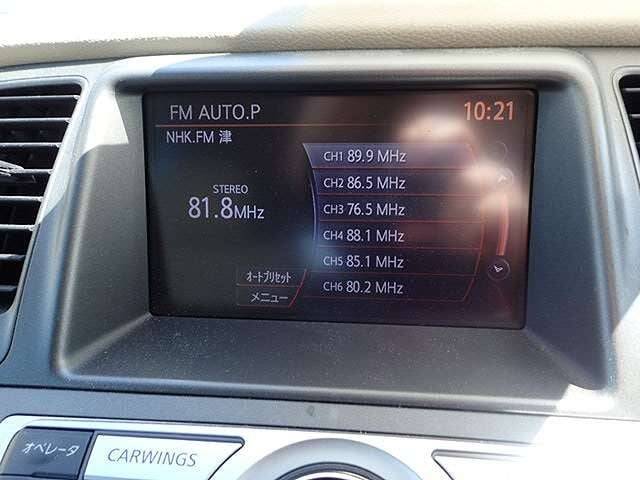 FM AUTO.P
10:21
NHK.FM 津
STEREO
81.8MHz
CH1 89.9 MHz
CH2 86.5 MHz
CH3 76.5 MHz
CH4 88.1 MHz
CH5 85.1 MHz
CH6 80.2 MHz
オートプリセット
メニュー
オペレータ
CARWINGS